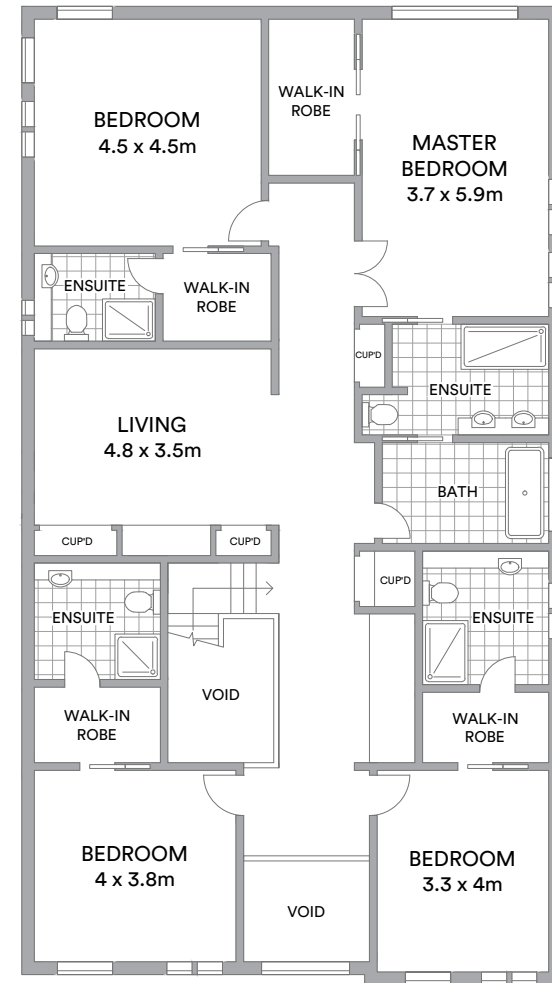 BEDROOM
4.5 x 4.5m
WALK-IN
ROBE
MASTER
BEDROOM
3.7 x 5.9m
ENSUITE
WALK-IN
ROBE
CUP'D
ENSUITE
LIVING
4.8 x 3.5m
BATH
CUP'D
CUP'D
CUP'D
ENSUITE
ENSUITE
VOID
WALK-IN
ROBE
WALK-IN
ROBE
BEDROOM
4 x 3.8m
BEDROOM
3.3 x 4m
VOID